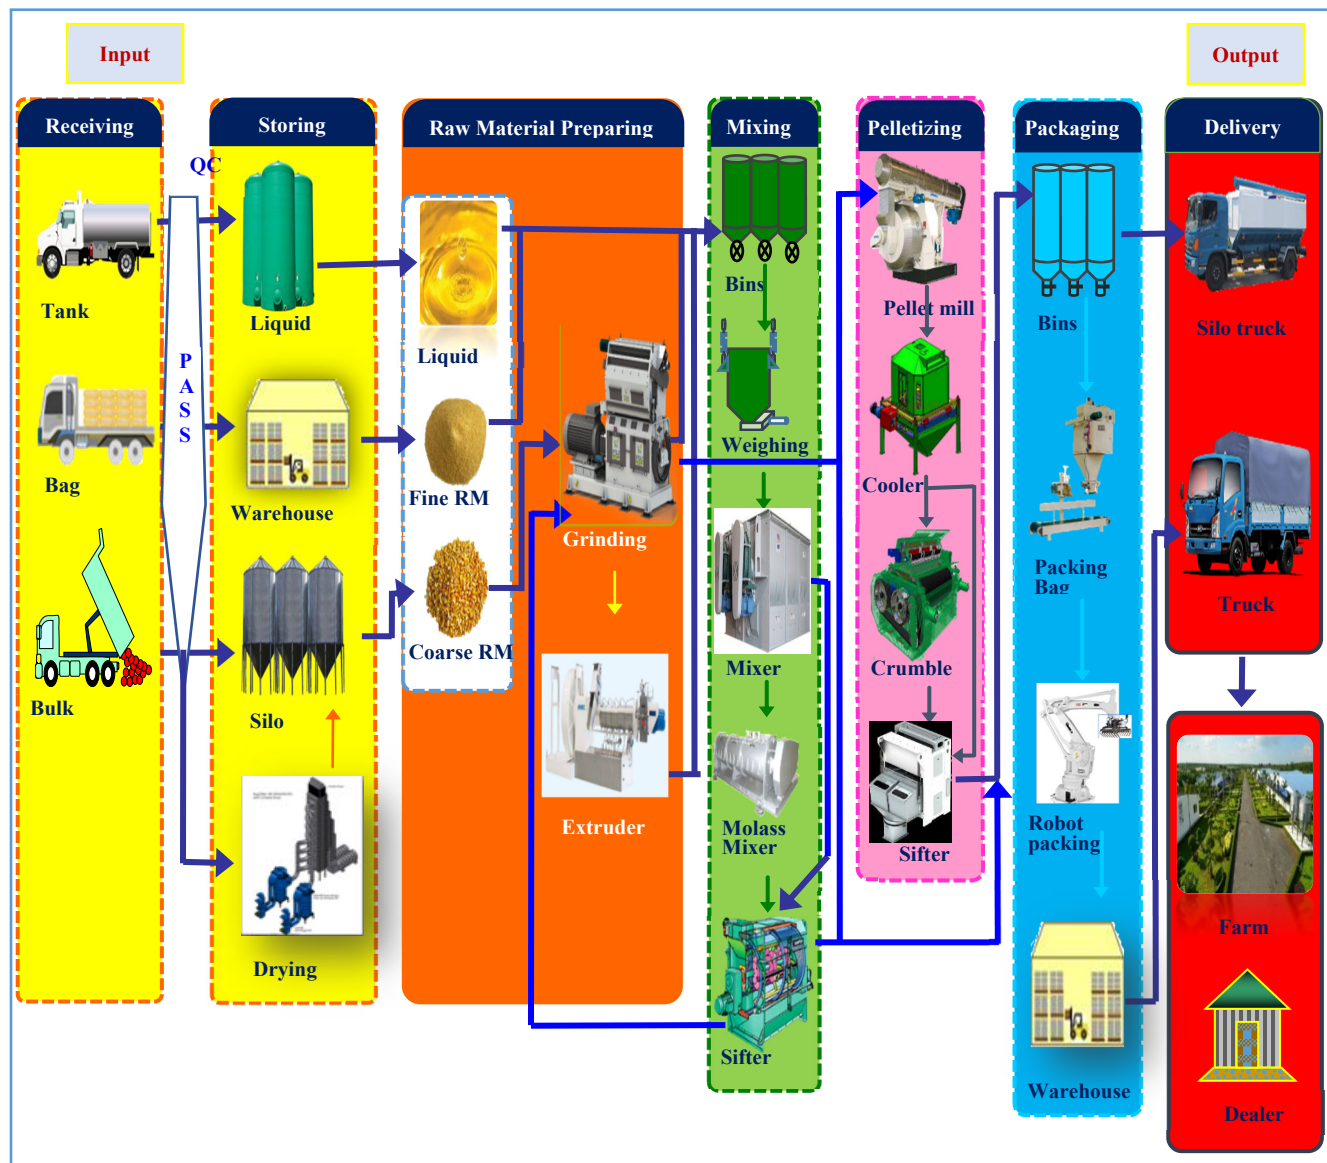 Input
Output
Receiving
Storing
Raw Material Preparing
Mixing
Pelletizing
Packaging
Delivery
QC
PASS
Tank
Bag
Bulk
Liquid
Warehouse
Silo
Drying
Liquid
Fine RM
Coarse RM
Grinding
Extruder
Bins
Weighing
Mixer
Molass
Mixer
Sifter
Pellet mill
Cooler
Crumble
Sifter
Bins
Packing
Bag
Robot
packing
Warehouse
Silo truck
Truck
Farm
Dealer